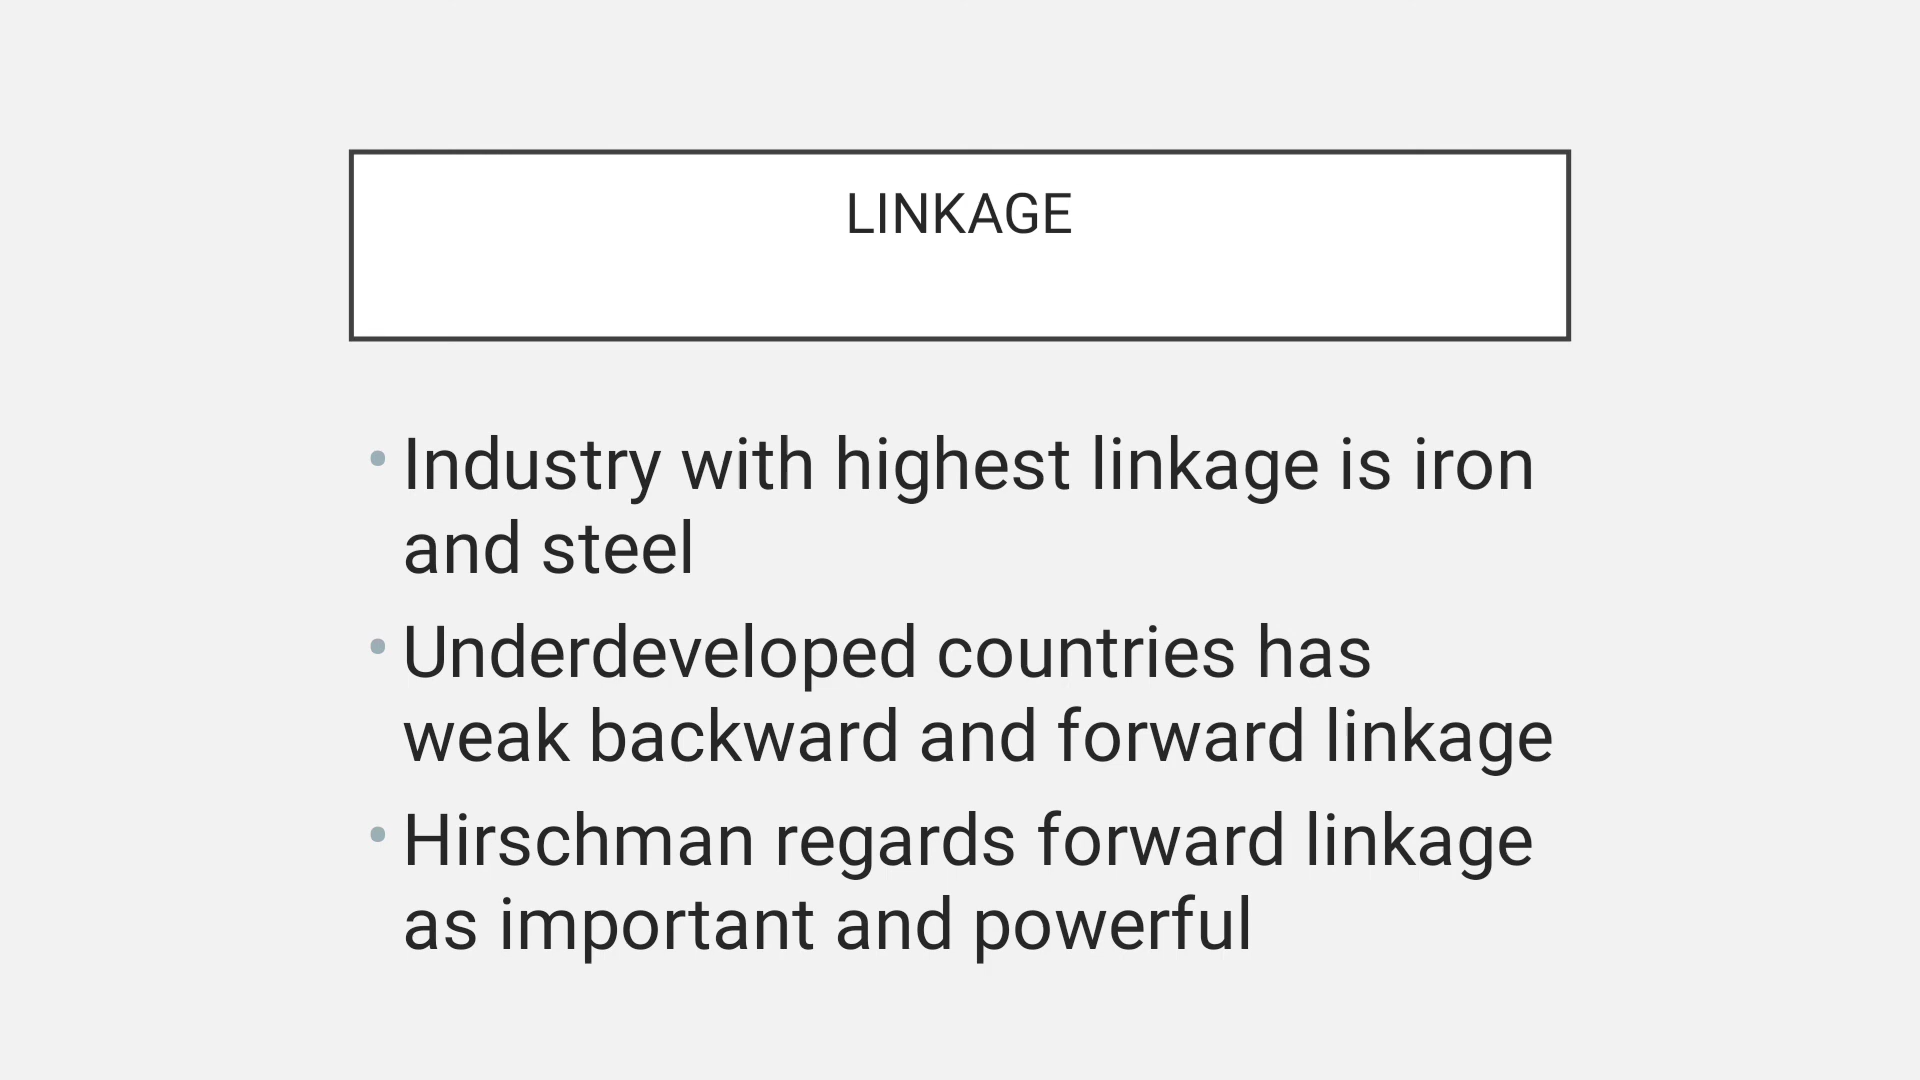 LINKAGE
• Industry with highest linkage is iron
and steel
• Underdeveloped countries has
weak backward and forward linkage
• Hirschman regards forward linkage
as important and powerful